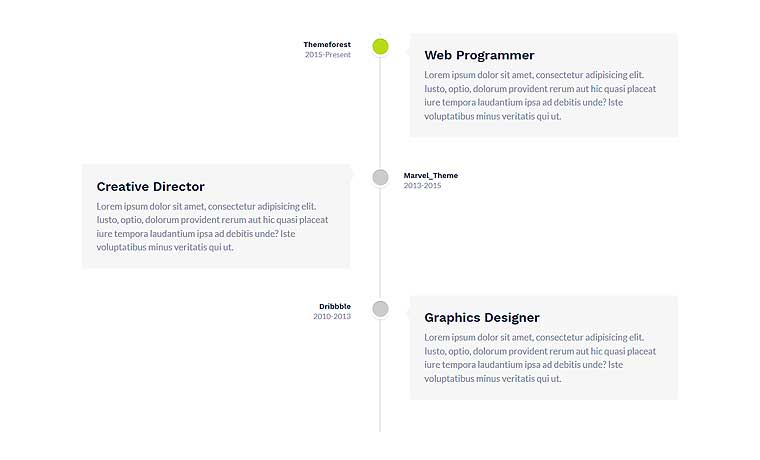 Themeforest
2015-Present
Web Programmer
Lorem ipsum dolor sit amet, consectetur adipisicing elit.
Iusto, optio, dolorum provident rerum aut hic quasi placeat
iure tempora laudantium ipsa ad debitis unde? Iste
voluptatibus minus veritatis qui ut.
Creative Director
Lorem ipsum dolor sit amet, consectetur adipisicing elit.
Iusto, optio, dolorum provident rerum aut hic quasi placeat
iure tempora laudantium ipsa ad debitis unde? Iste
voluptatibus minus veritatis qui ut.
Marvel_Theme
2013-2015
Dribbble
2010-2013
Graphics Designer
Lorem ipsum dolor sit amet, consectetur adipisicing elit.
Iusto, optio, dolorum provident rerum aut hic quasi placeat
iure tempora laudantium ipsa ad debitis unde? Iste
voluptatibus minus veritatis qui ut.